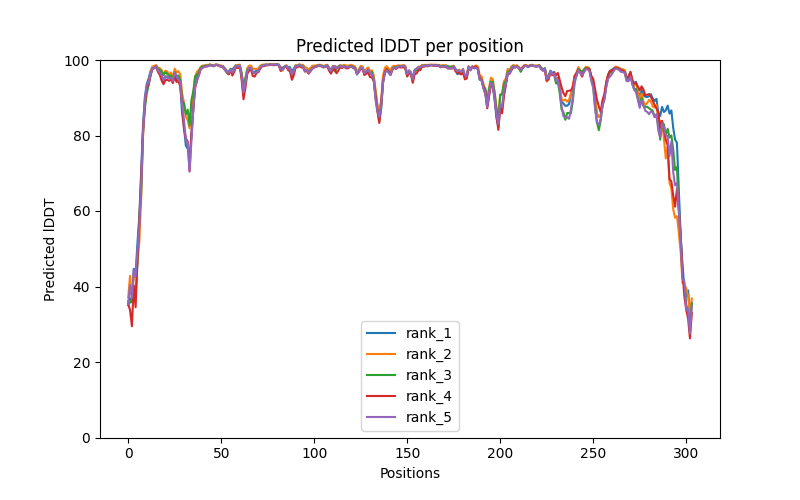 Predicted lDDT per position
100
80
60
40
20
0
Predicted lDDT
0 50 100 150 200 250 300
Positions
rank_1
rank_2
rank_3
rank_4
rank_5